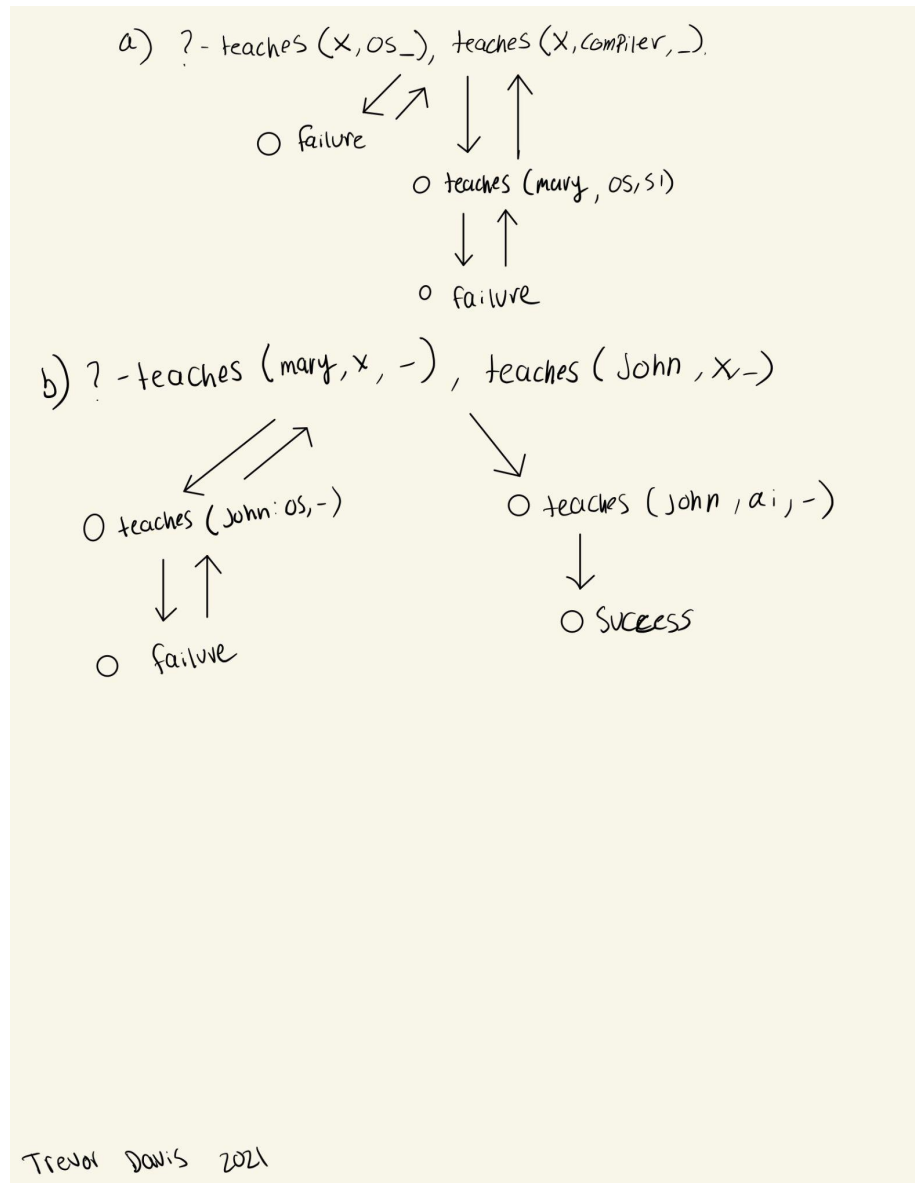 a) ?- teaches (X, OS_), teaches (X, compiler, _).
O failure
O teaches (mary, OS, S1)
O failure
b) ? -teaches (mary, x, -), teaches (John, x, -)
O teaches (John: OS, -) O teaches (John, ai, -)
O Success
O failure
Trevor Davis 2021